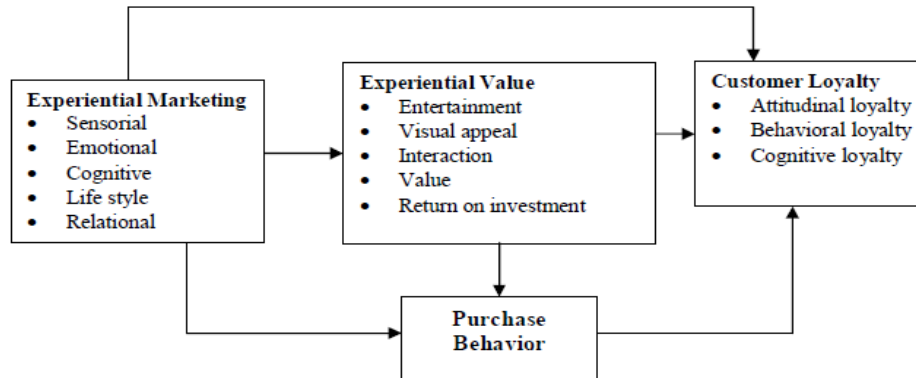 Experiential Marketing
• Sensorial
• Emotional
• Cognitive
• Life style
• Relational
Experiential Value
• Entertainment
• Visual appeal
• Interaction
• Value
• Return on investment
Customer Loyalty
• Attitudinal loyalty
• Behavioral loyalty
• Cognitive loyalty
Purchase
Behavior